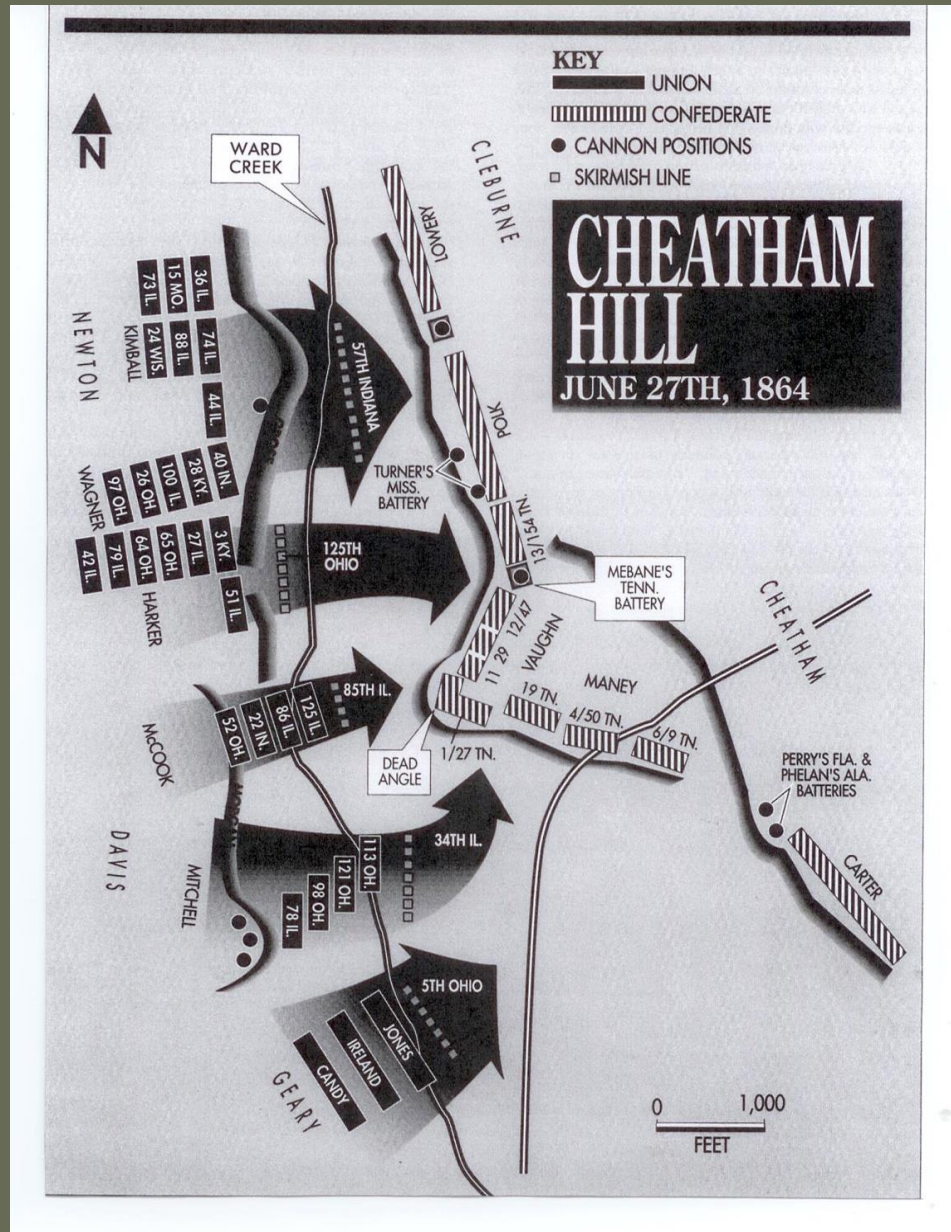 KEY
UNION
CONFEDERATE
CANNON POSITIONS
SKIRMISH LINE
CHEATHAM
HILL
JUNE 27TH, 1864
N
WARD
CREEK
CLEBURNE
LOWERY
NEWTON
36 IL.
15 MO.
73 IL.
74 IL.
88 IL.
24 WIS.
KIMBALL
44 IL.
57TH INDIANA
POLK
TURNER'S
MISS.
BATTERY
40 IN.
28 KY.
100 IL.
26 OH.
97 OH.
WAGNER
3 KY.
27 IL.
65 OH.
64 OH.
79 IL.
42 IL.
51 IL.
HARKER
125TH
OHIO
13/154 TN.
MEBANE'S
TENN.
BATTERY
12/47
29
11
VAUGHN
CHEATHAM
MANEY
19 TN.
4/50 TN.
6/9 TN.
1/27 TN.
DEAD
ANGLE
85TH IL.
125 IL.
86 IL.
22 IN.
52 OH.
McCOOK
PERRY'S FLA. &
PHELAN'S ALA.
BATTERIES
CARTER
DAVIS
MITCHELL
34TH IL.
113 OH.
121 OH.
98 OH.
78 IL.
5TH OHIO
JONES
IRELAND
CANDY
GEARY
0 1,000
FEET